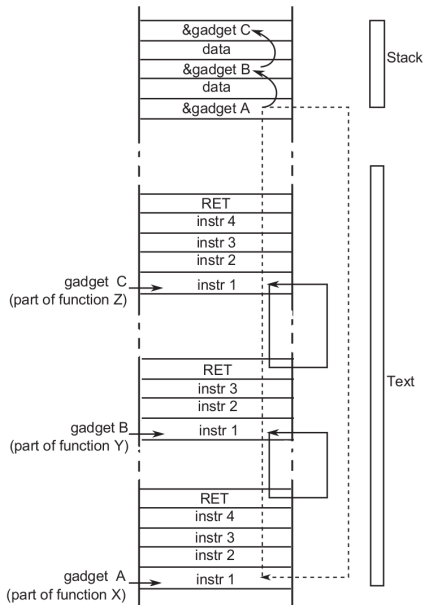 &gadget C
data
&gadget B
data
&gadget A
Stack
RET
instr 4
instr 3
instr 2
instr 1
gadget C
(part of function Z)
RET
instr 3
instr 2
instr 1
gadget B
(part of function Y)
Text
RET
instr 4
instr 3
instr 2
instr 1
gadget A
(part of function X)